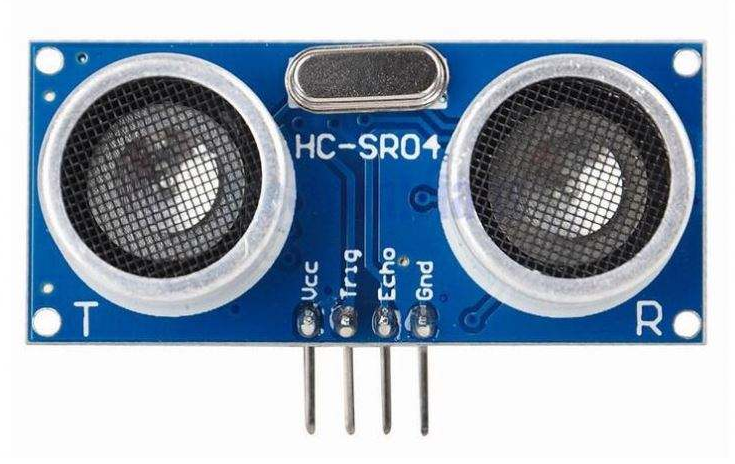 HC-SR04
Vcc
Trig
Echo
Gnd
T
R